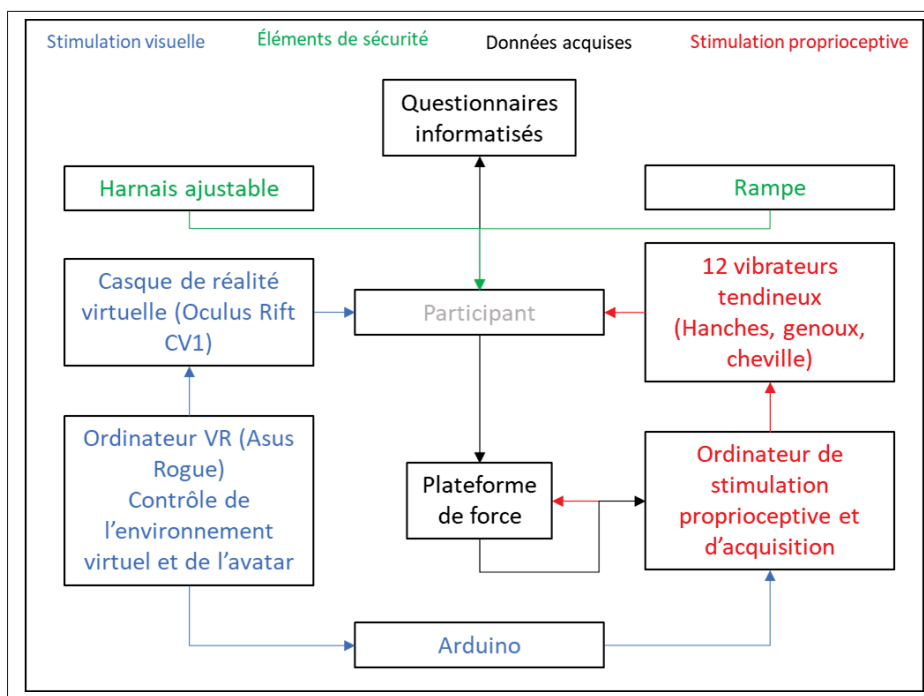 Stimulation visuelle
Éléments de sécurité
Données acquises
Stimulation proprioceptive
Questionnaires
informatisés
Harnais ajustable
Rampe
Casque de réalité
virtuelle (Oculus Rift
CV1)
Participant
12 vibrateurs
tendineux
(Hanches, genoux,
cheville)
Ordinateur VR (Asus
Rogue)
Contrôle de
l'environnement
virtuel et de l'avatar
Plateforme
de force
Ordinateur de
stimulation
proprioceptive et
d'acquisition
Arduino